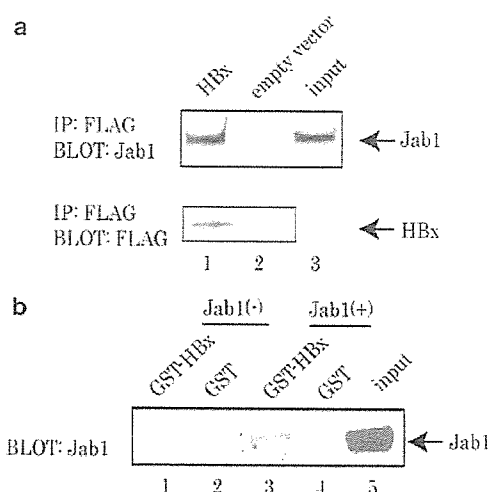 a
HBx empty vector input
IP: FLAG
BLOT: Jab1
Jab1
IP: FLAG
BLOT: FLAG
HBx
1 2 3
b
Jab1(-) Jab1(+)
GST-HBx GST GST-HBx GST input
BLOT: Jab1
Jab1
1 2 3 4 5